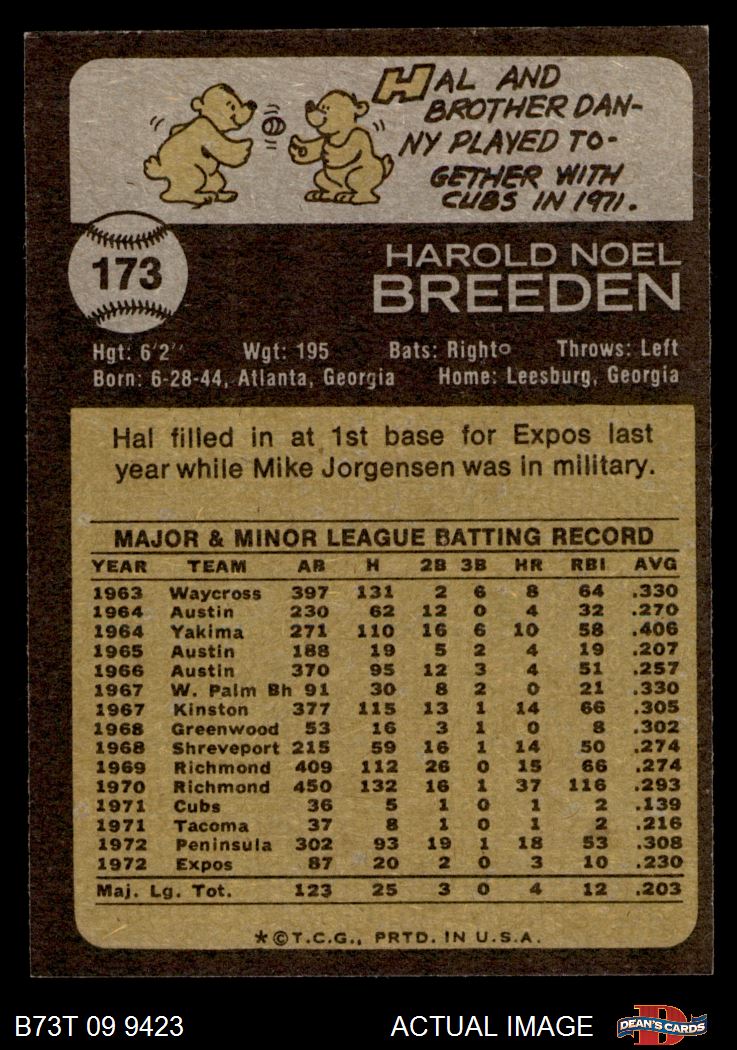 HAL AND
BROTHER DAN-
NY PLAYED TO-
GETHER WITH
CUBS IN 1971.
173
HAROLD NOEL
BREEDEN
Hgt: 6'2" Wgt: 195 Bats: Right Throws: Left
Born: 6-28-44, Atlanta, Georgia Home: Leesburg, Georgia
Hal filled in at 1st base for Expos last
year while Mike Jorgensen was in military.
MAJOR & MINOR LEAGUE BATTING RECORD
YEAR TEAM AB H 2B 3B HR RBI AVG
1963 Waycross 397 131 2 6 8 64 .330
1964 Austin 230 62 12 0 4 32 .270
1964 Yakima 271 110 16 6 10 58 .406
1965 Austin 188 19 5 2 4 19 .207
1966 Austin 370 95 12 3 4 51 .257
1967 W. Palm Bh 91 30 8 2 0 21 .330
1967 Kinston 377 115 13 1 14 66 .305
1968 Greenwood 53 16 3 1 0 8 .302
1968 Shreveport 215 59 16 1 14 50 .274
1969 Richmond 409 112 26 0 15 66 .274
1970 Richmond 450 132 16 1 37 116 .293
1971 Cubs 36 5 1 0 1 2 .139
1971 Tacoma 37 8 1 0 1 2 .216
1972 Peninsula 302 93 19 1 18 53 .308
1972 Expos 87 20 2 0 3 10 .230
Maj. Lg. Tot. 123 25 3 0 4 12 .203
*©T.C.G., PRTD. IN U.S.A.
B73T 09 9423 ACTUAL IMAGE D DEAN'S CARDS